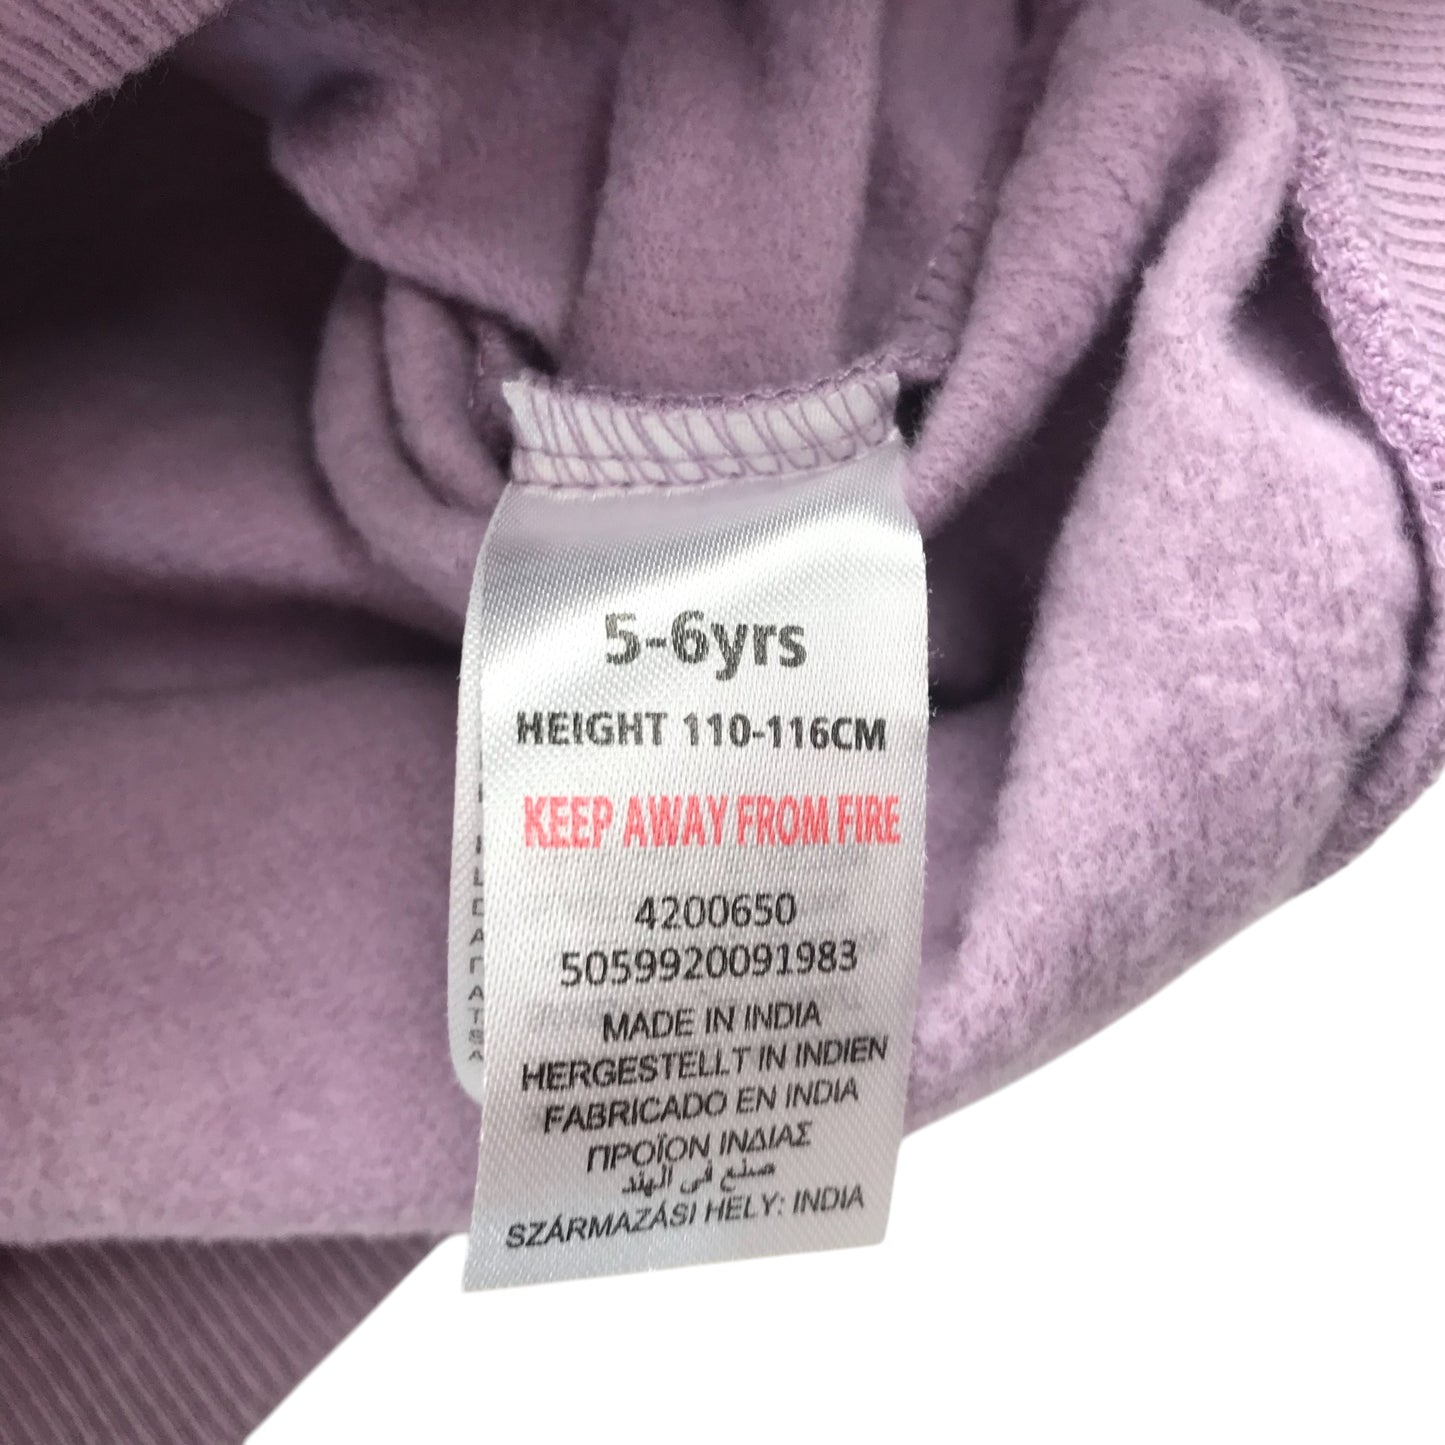 5-6yrs
HEIGHT 110-116CM
KEEP AWAY FROM FIRE
4200650
5059920091983
MADE IN INDIA
HERGESTELLT IN INDIEN
FABRICADO EN INDIA
ΠΡΟΪΟΝ ΙΝΔΙΑΣ
صنع في الهند
SZÁRMAZÁSI HELY: INDIA